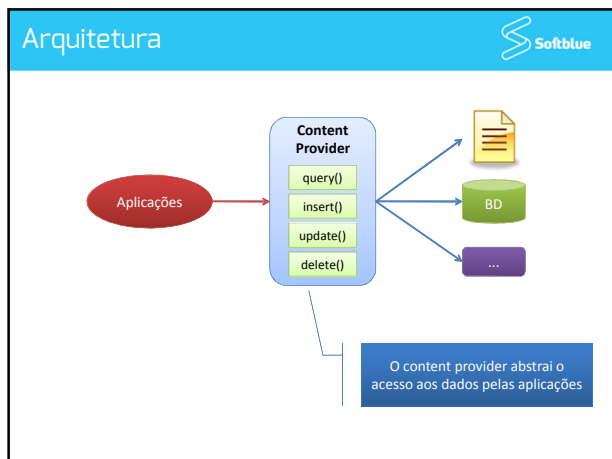 Arquitetura
Softblue
Content
Provider
query()
insert()
update()
delete()
Aplicações
BD
...
O content provider abstrai o
acesso aos dados pelas aplicações